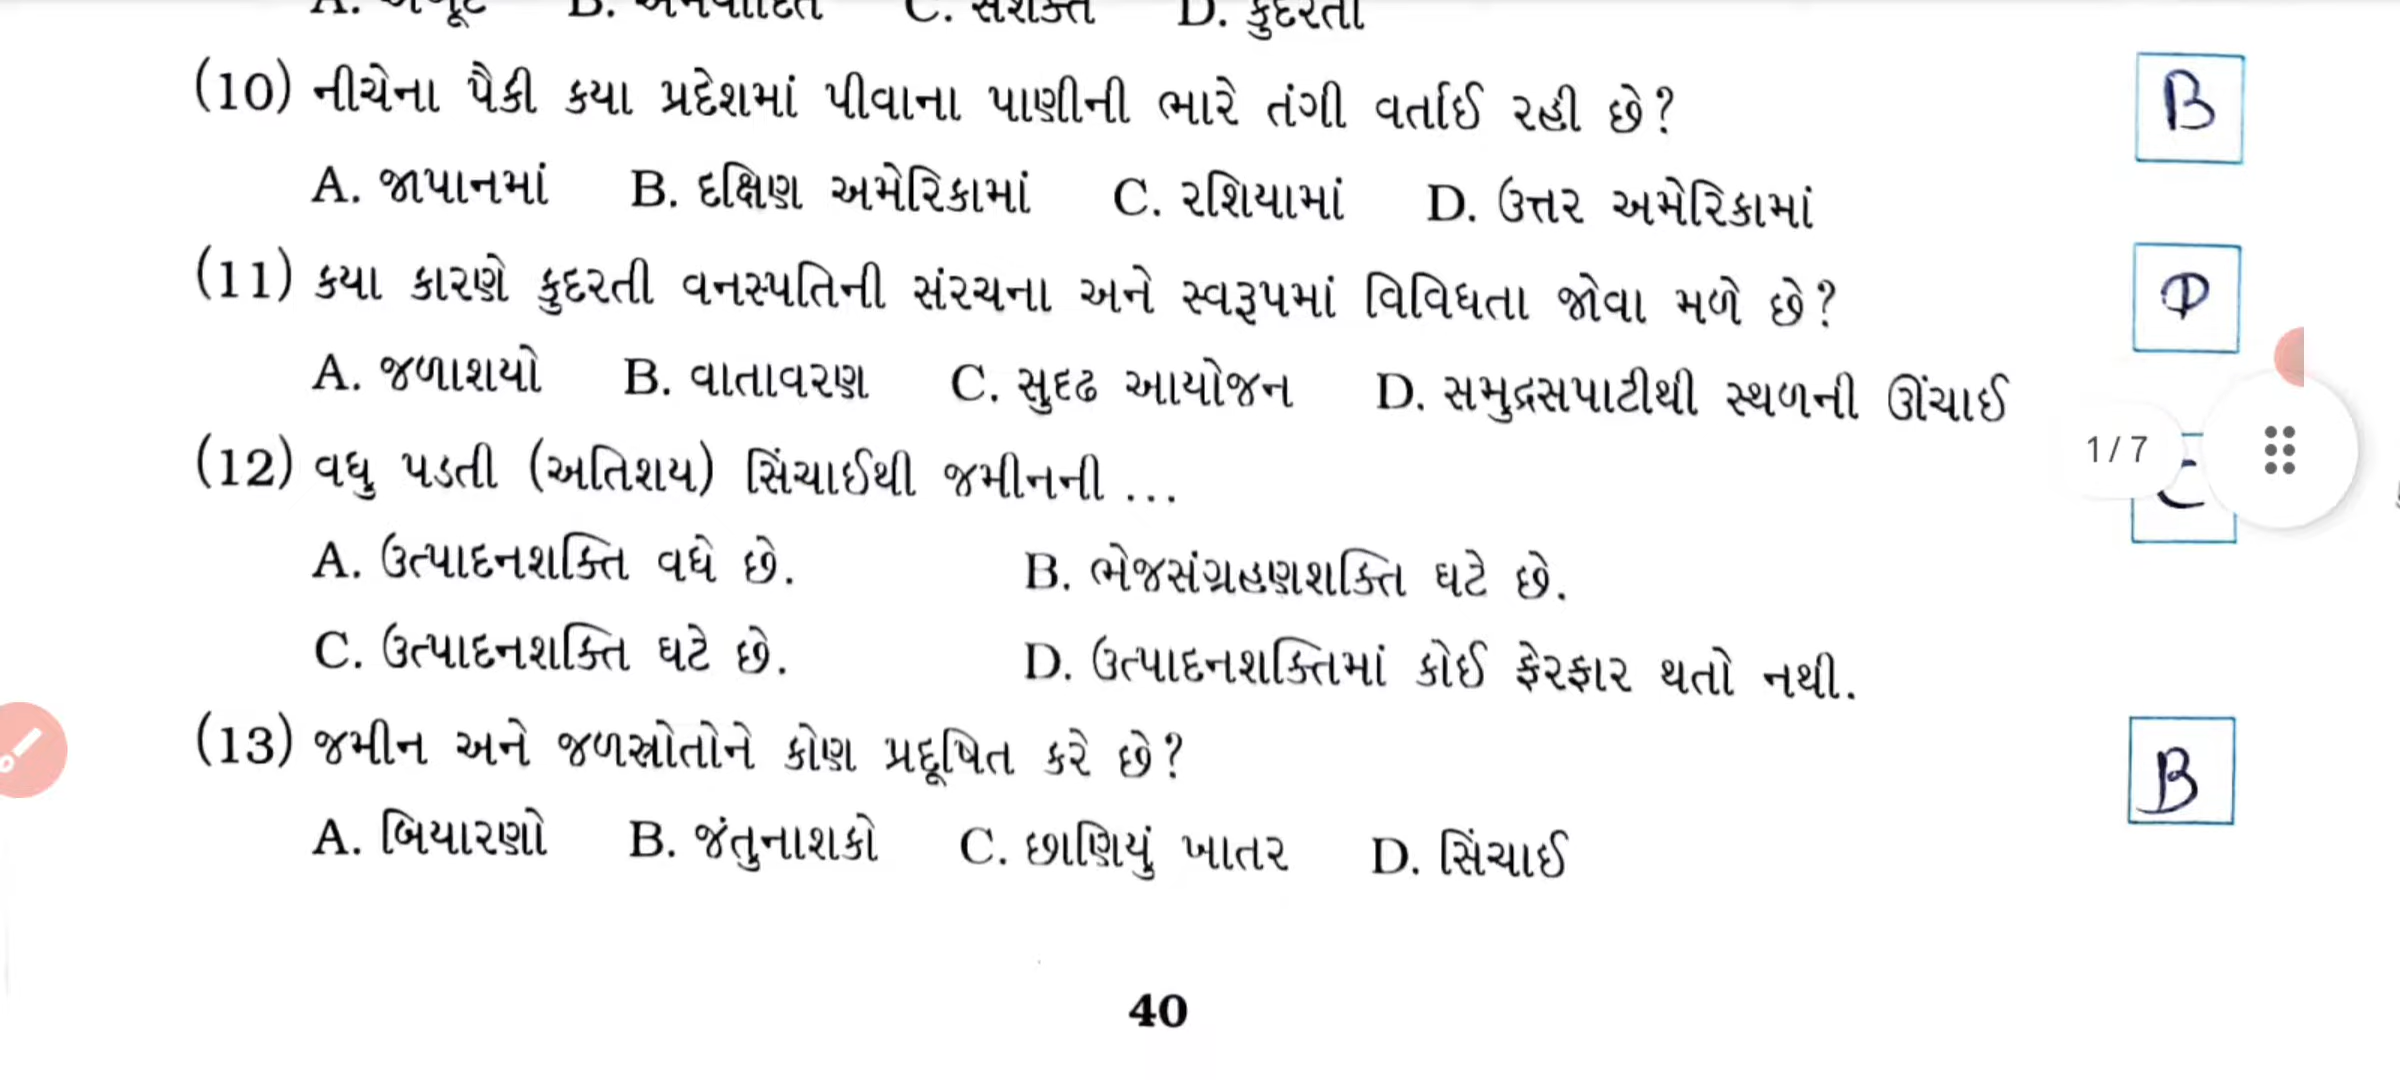 D.
(10) નીચેના પૈકી કયા પ્રદેશમાં પીવાના પાણીની ભારે તંગી વર્તાઈ રહી છે?
B
A. જાપાનમાં B. દક્ષિણ અમેરિકામાં C. રશિયામાં D. ઉત્તર અમેરિકામાં
(11) કયા કારણે કુદરતી વનસ્પતિની સંરચના અને સ્વરૂપમાં વિવિધતા જોવા મળે છે?
D
A. જળાશયો B. વાતાવરણ C. સુદઢ આયોજન D. સમુદ્રસપાટીથી સ્થળની ઊંચાઈ
1/7
(12) વધુ પડતી (અતિશય) સિંચાઈથી જમીનની ...
A. ઉત્પાદનશક્તિ વધે છે. B. ભેજસંગ્રહણશક્તિ ઘટે છે.
C. ઉત્પાદનશક્તિ ઘટે છે. D. ઉત્પાદનશક્તિમાં કોઈ ફેરફાર થતો નથી.
(13) જમીન અને જળસ્રોતોને કોણ પ્રદૂષિત કરે છે?
B
A. બિયારણો B. જંતુનાશકો C. છાણિયું ખાતર D. સિંચાઈ
40